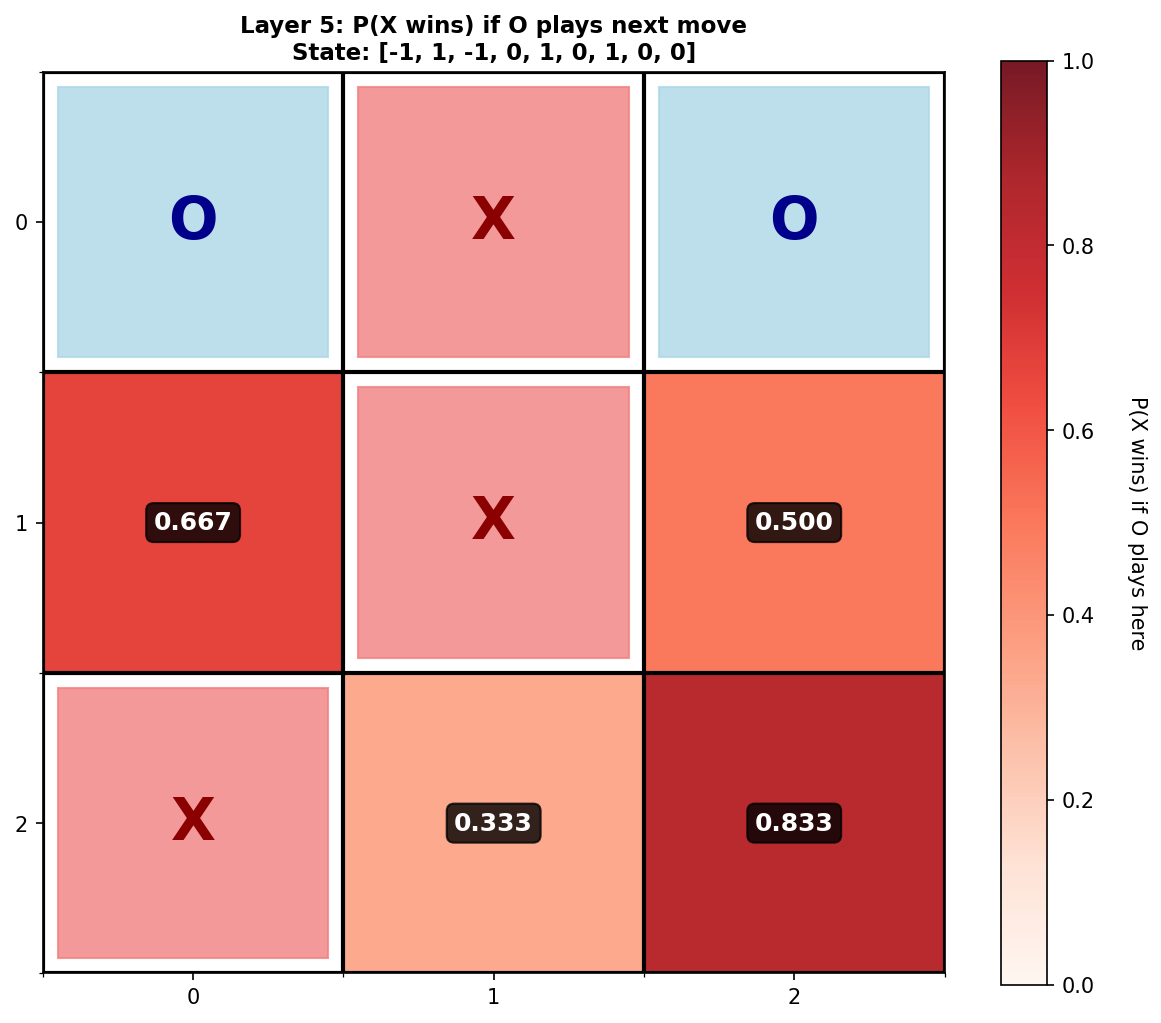 Layer 5: P(X wins) if O plays next move
State: [-1, 1, -1, 0, 1, 0, 1, 0, 0]
O X O
0.667 X 0.500
X 0.333 0.833
0
1
2
0 1 2
1.0
0.8
0.6
0.4
0.2
0.0
P(X wins) if O plays here